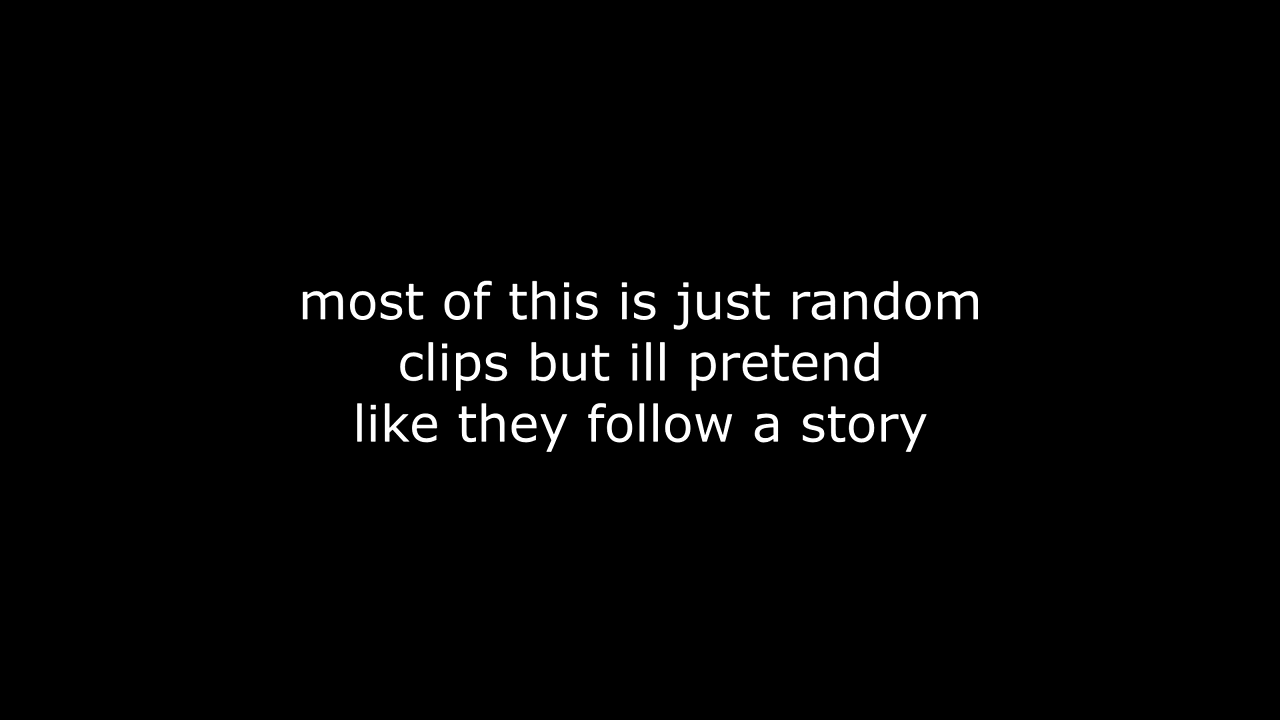 most of this is just random
clips but ill pretend
like they follow a story